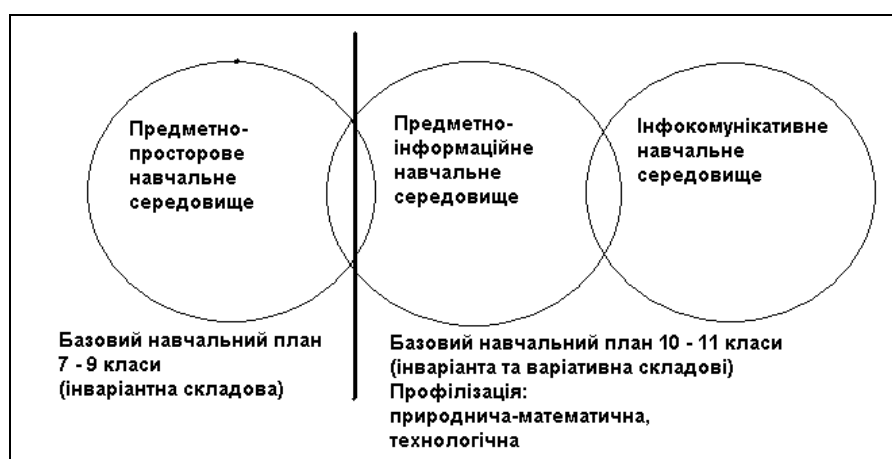 Предметно-
просторове
навчальне
середовище
Предметно-
інформаційне
навчальне
середовище
Інфокомунікативне
навчальне
середовище
Базовий навчальний план
7 - 9 класи
(інваріантна складова)
Базовий навчальний план 10 - 11 класи
(інваріанта та варіативна складові)
Профілізація:
природнича-математична,
технологічна